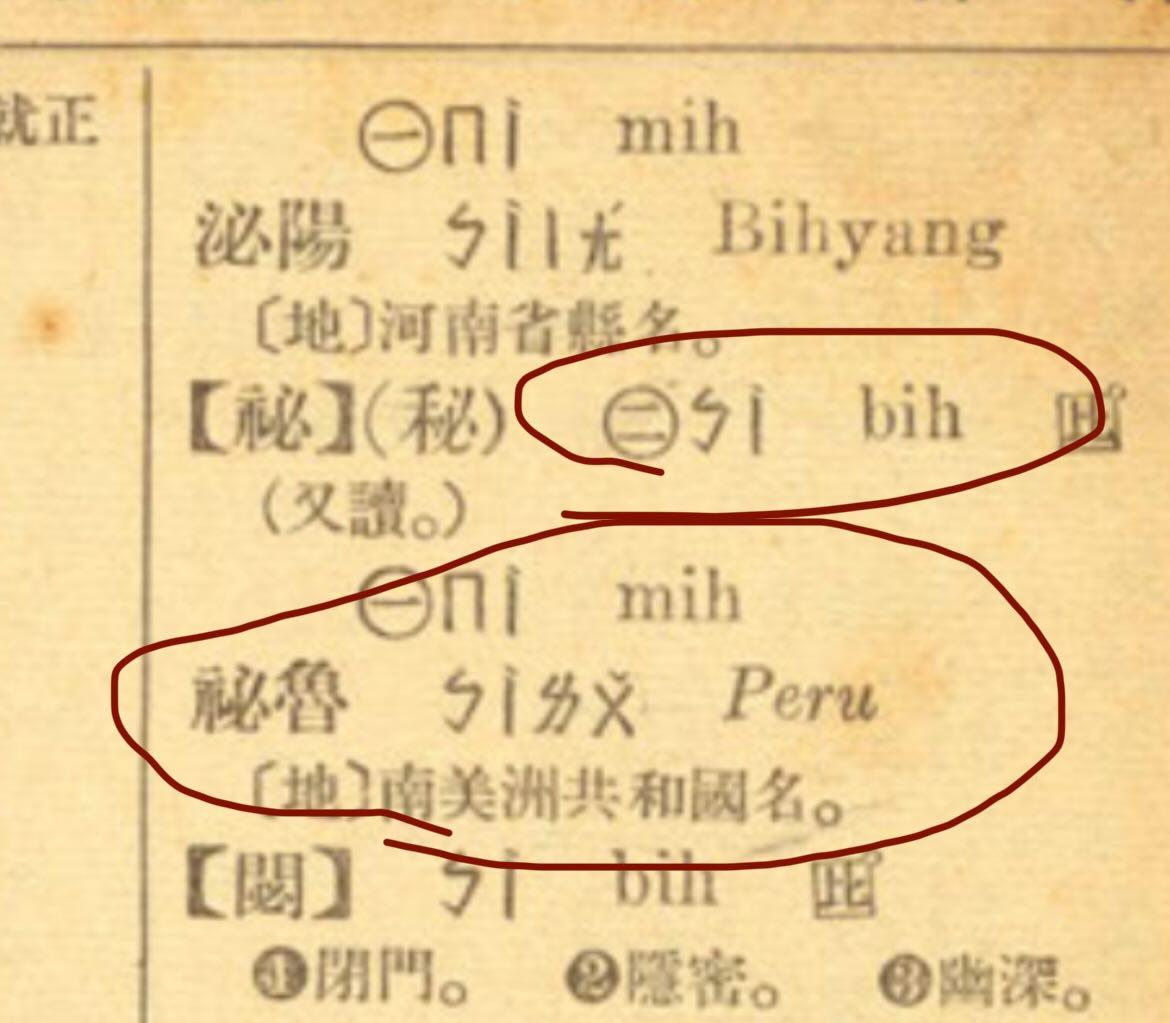 就正
㊀ㄇㄧˋ mih
泌陽 ㄅㄧˋㄧㄤˊ Bihyang
〔地〕河南省縣名。
【祕】(秘) ㊁ㄅㄧˋ bih
(又讀。)
㊀ㄇㄧˋ mih
祕魯 ㄅㄧˋㄌㄨˇ Peru
〔地〕南美洲共和國名。
【閟】 ㄅㄧˋ bih
❶閉門。 ❷隱密。 ❸幽深。